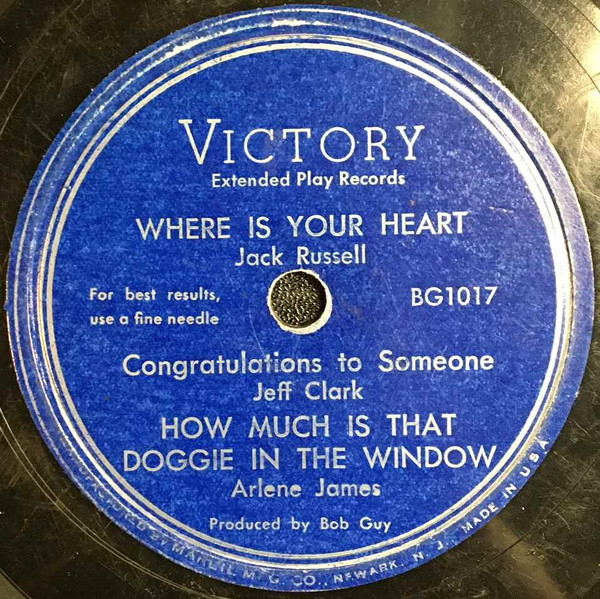 VICTORY
Extended Play Records
WHERE IS YOUR HEART
Jack Russell
For best results,
use a fine needle
BG1017
Congratulations to Someone
Jeff Clark
HOW MUCH IS THAT
DOGGIE IN THE WINDOW
Arlene James
Produced by Bob Guy
MFG. CO., NEWARK, N. J., MADE IN U.S.A